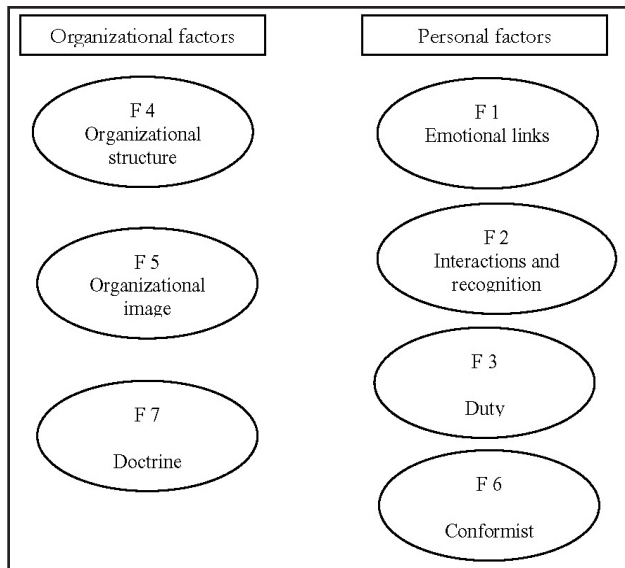 Organizational factors
F 4
Organizational
structure
F 5
Organizational
image
F 7
Doctrine
Personal factors
F 1
Emotional links
F 2
Interactions and
recognition
F 3
Duty
F 6
Conformist